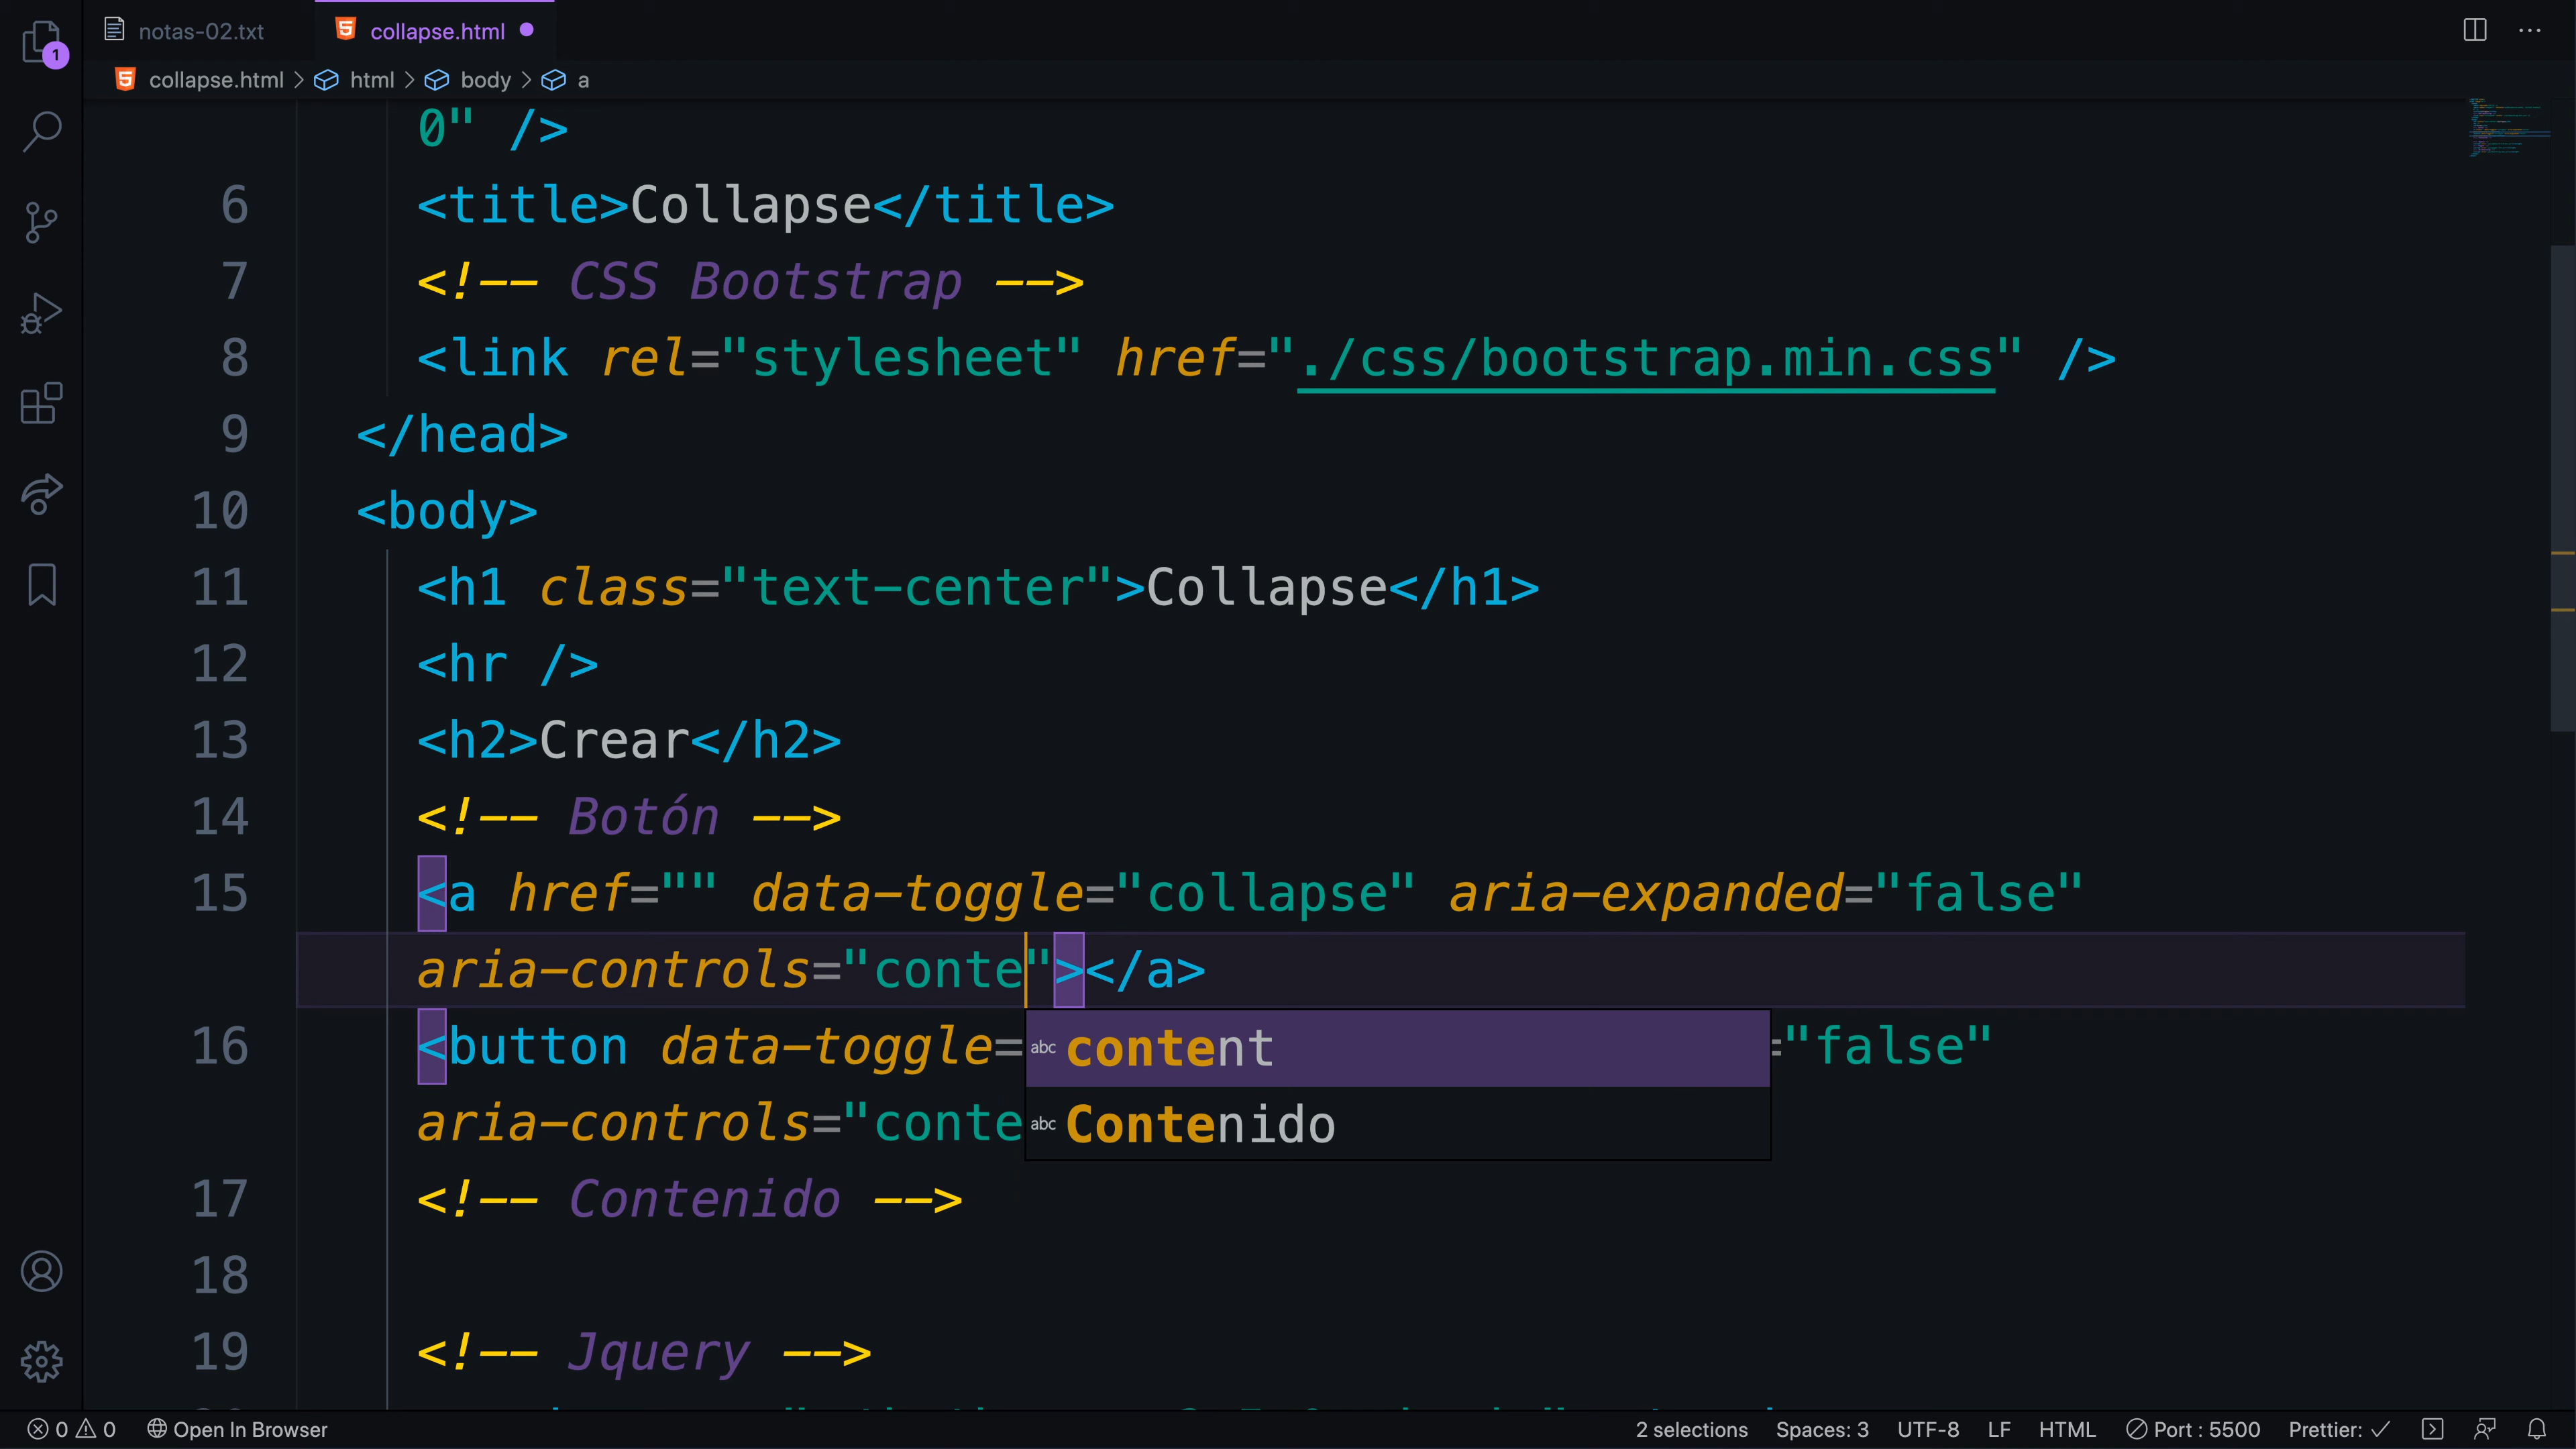 1
notas-02.txt
collapse.html
collapse.html > html > body > a
0" />
6 <title>Collapse</title>
7 <!-- CSS Bootstrap -->
8 <link rel="stylesheet" href="./css/bootstrap.min.css" />
9 </head>
10 <body>
11 <h1 class="text-center">Collapse</h1>
12 <hr />
13 <h2>Crear</h2>
14 <!-- Botón -->
15 <a href="" data-toggle="collapse" aria-expanded="false"
aria-controls="conte"></a>
16 <button data-toggle= ="false"
abc content
aria-controls="conte
abc Contenido
17 <!-- Contenido -->
18
19 <!-- Jquery -->
0 0 Open In Browser 2 selections Spaces: 3 UTF-8 LF HTML Port : 5500 Prettier: ✓